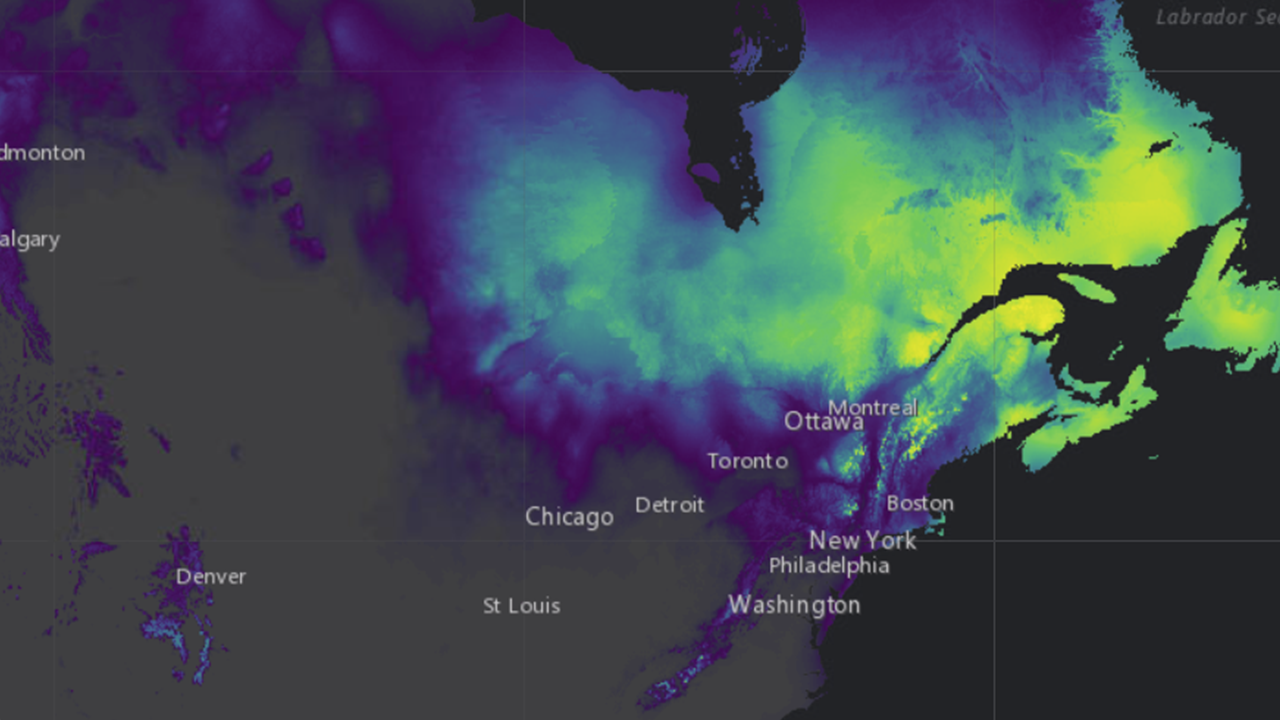 Labrador Se
dmonton
algary
Montreal
Ottawa
Toronto
Detroit
Boston
Chicago
New York
Philadelphia
Denver
St Louis
Washington